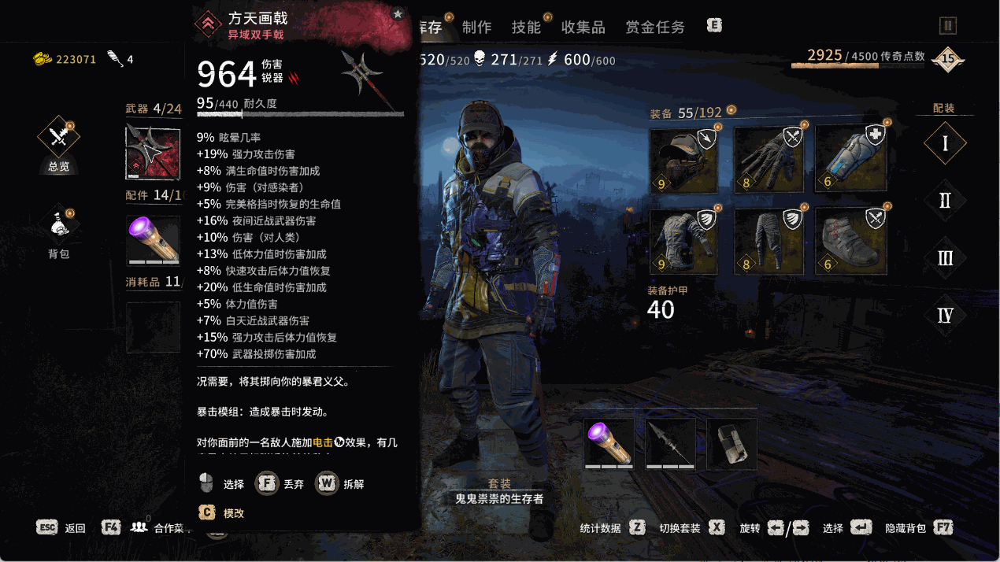 方天画戟
异域双手戟
库存
制作
技能
收集品
赏金任务
E
223071
4
964 伤害
锐器
520/520
271/271
600/600
2925/4500 传奇点数
15
95/440 耐久度
武器 4/24
装备 55/192
配装
总览
9% 眩晕几率
+19% 强力攻击伤害
+8% 满生命值时伤害加成
+9% 伤害（对感染者）
+5% 完美格挡时恢复的生命值
+16% 夜间近战武器伤害
+10% 伤害（对人类）
+13% 低体力值时伤害加成
+8% 快速攻击后体力值恢复
+20% 低生命值时伤害加成
+5% 体力值伤害
+7% 白天近战武器伤害
+15% 强力攻击后体力值恢复
+70% 武器投掷伤害加成
配件 14/1
背包
消耗品 11/
9
8
6
9
8
6
I
II
III
IV
装备护甲
40
况需要，将其掷向你的暴君义父。
暴击模组：造成暴击时发动。
对你面前的一名敌人施加电击效果，有几
选择
F 丢弃
W 拆解
C 模改
套装
鬼鬼祟祟的生存者
ESC 返回
F4
0
合作菜
统计数据 Z
切换套装 X
旋转 /
选择
隐藏背包 F7